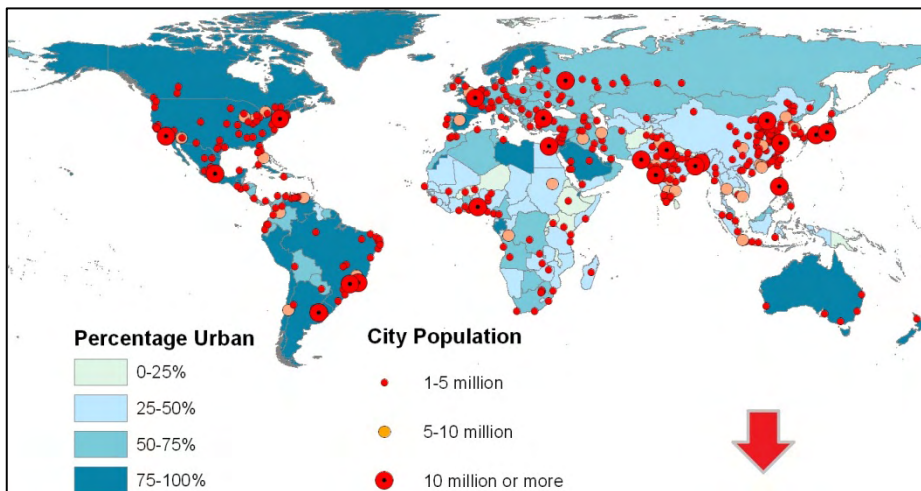 Percentage Urban
0-25%
25-50%
50-75%
75-100%
City Population
1-5 million
5-10 million
10 million or more